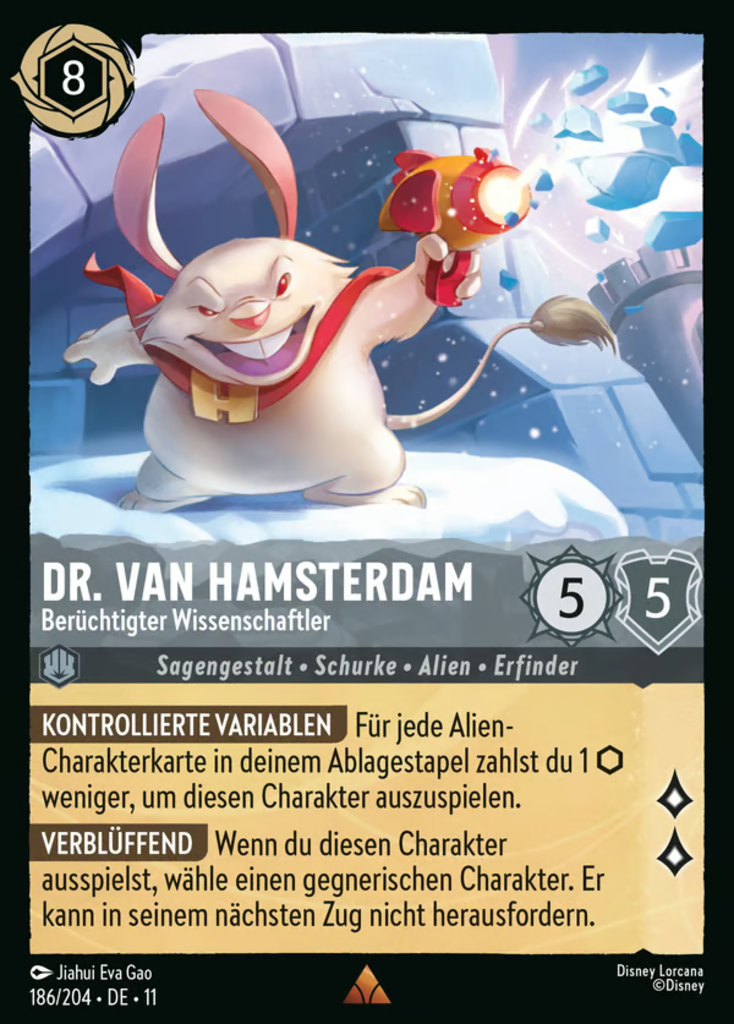 8
H
DR. VAN HAMSTERDAM
Berüchtigter Wissenschaftler
5
5
Sagengestalt • Schurke • Alien • Erfinder
KONTROLLIERTE VARIABLEN Für jede Alien-
Charakterkarte in deinem Ablagestapel zahlst du 1
weniger, um diesen Charakter auszuspielen.
VERBLÜFFEND Wenn du diesen Charakter
ausspielst, wähle einen gegnerischen Charakter. Er
kann in seinem nächsten Zug nicht herausfordern.
Jiahui Eva Gao
186/204 • DE • 11
Disney Lorcana
©Disney